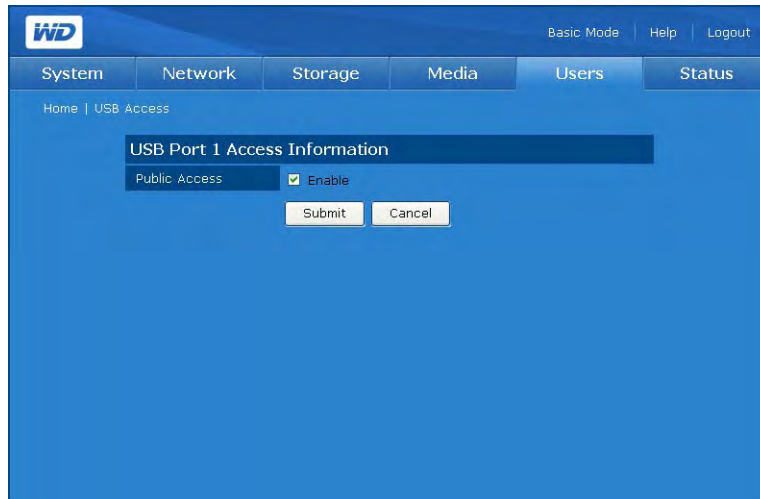 WD
Basic Mode | Help | Logout
System Network Storage Media Users Status
Home | USB Access
USB Port 1 Access Information
Public Access Enable
Submit Cancel